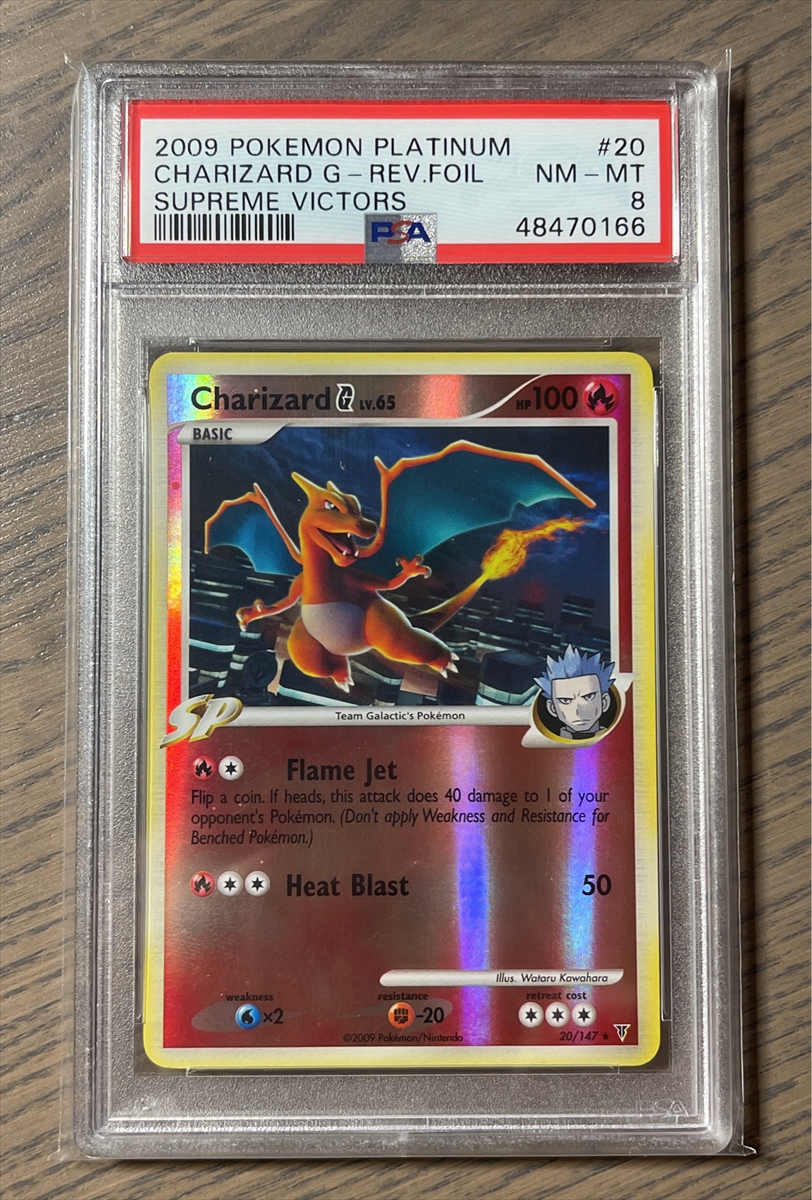 2009 POKEMON PLATINUM #20
CHARIZARD G-REV.FOIL NM-MT
SUPREME VICTORS 8
PSA 48470166
Charizard G LV.65 HP100
BASIC
SP
Team Galactic's Pokémon
Flame Jet
Flip a coin. If heads, this attack does 40 damage to 1 of your
opponent's Pokémon. (Don't apply Weakness and Resistance for
Benched Pokémon.)
Heat Blast 50
Illus. Wataru Kawahara
weakness resistance retreat cost
×2 -20
©2009 Pokémon/Nintendo 20/147 ★
PSA